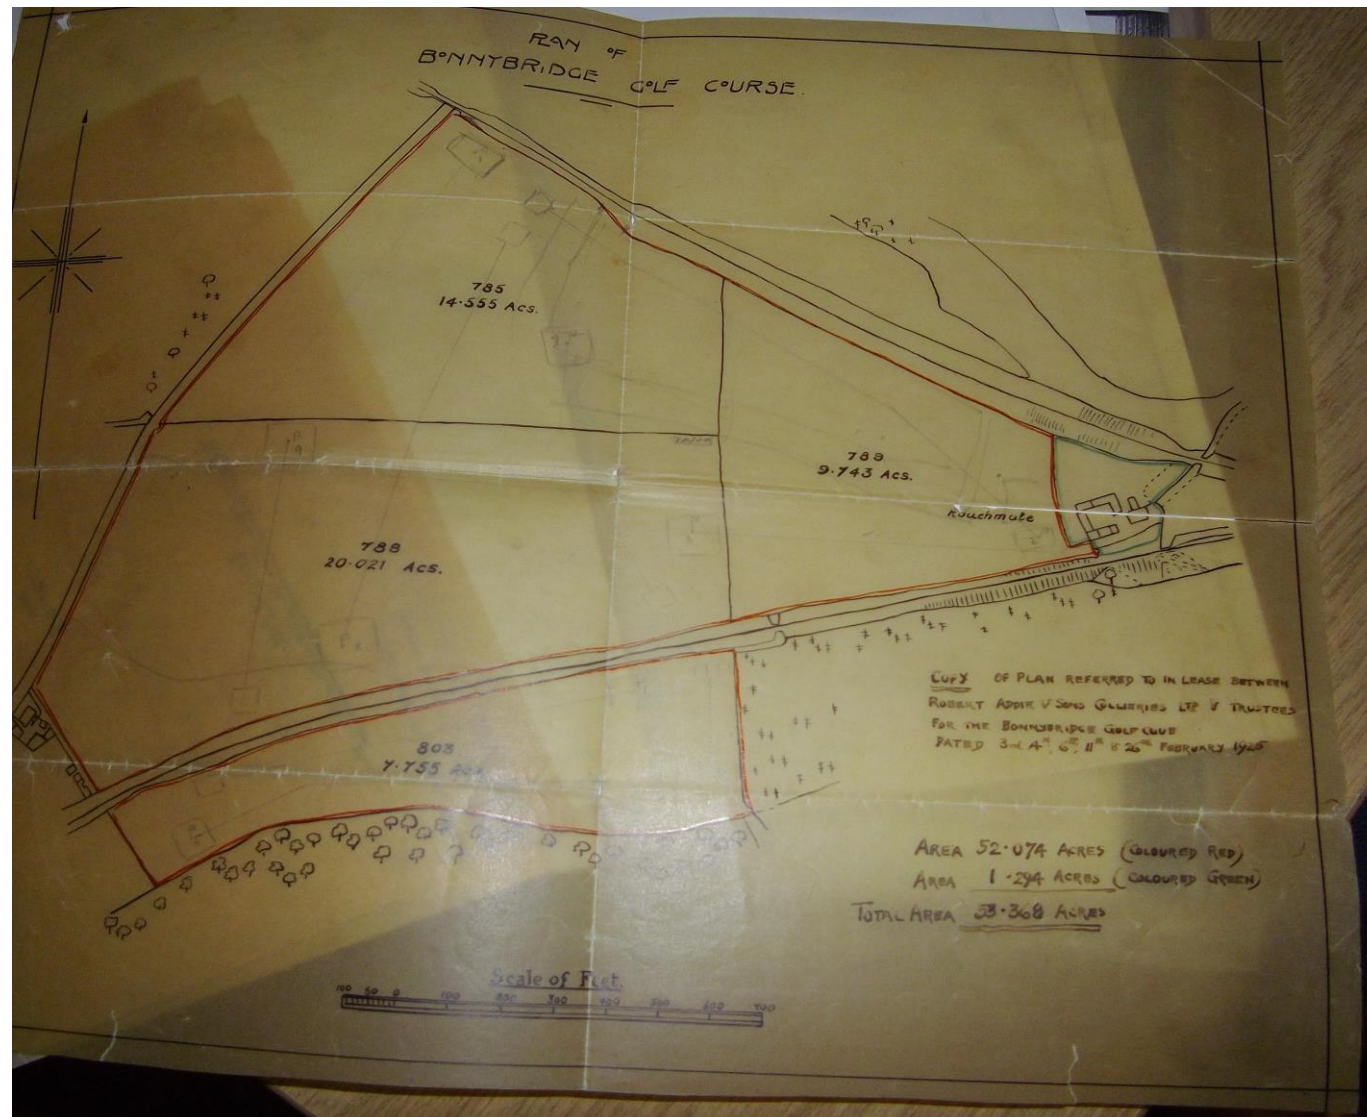 PLAN OF
BONNYBRIDGE GOLF COURSE.
785
14.555 Acs.
789
9.743 Acs.
Rouchmute
788
20.021 Acs.
803
7.755 Acs
COPY OF PLAN REFERRED TO IN LEASE BETWEEN
ROBERT ADDIE & SONS COLLIERIES LTD & TRUSTEES
FOR THE BONNYBRIDGE GOLF CLUB
DATED 3rd, 4th, 6th, 11th & 26th FEBRUARY 1925
AREA 52.074 ACRES (COLOURED RED)
AREA 1.294 ACRES (COLOURED GREEN)
TOTAL AREA 53.368 ACRES
Scale of Feet.
100 50 0 100 200 300 400 500 600 700